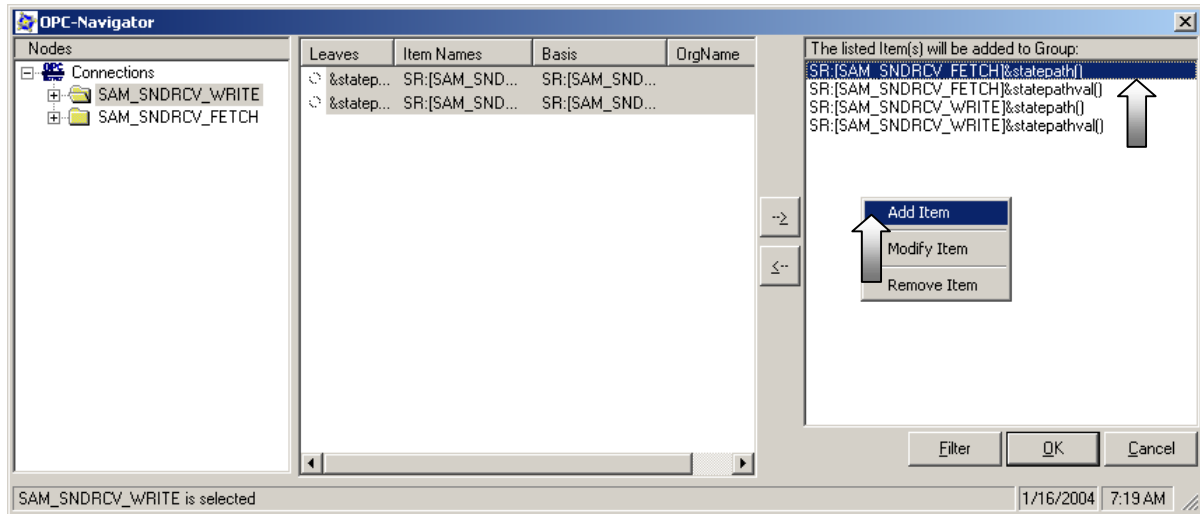 OPC-Navigator
Nodes
Connections
SAM_SNDRCV_WRITE
SAM_SNDRCV_FETCH
Leaves Item Names Basis OrgName
&statep... SR:[SAM_SND... SR:[SAM_SND...
&statep... SR:[SAM_SND... SR:[SAM_SND...
-->
<--
The listed Item(s) will be added to Group:
SR:[SAM_SNDRCV_FETCH]&statepath()
SR:[SAM_SNDRCV_FETCH]&statepathval()
SR:[SAM_SNDRCV_WRITE]&statepath()
SR:[SAM_SNDRCV_WRITE]&statepathval()
Add Item
Modify Item
Remove Item
Filter OK Cancel
SAM_SNDRCV_WRITE is selected 1/16/2004 7:19 AM